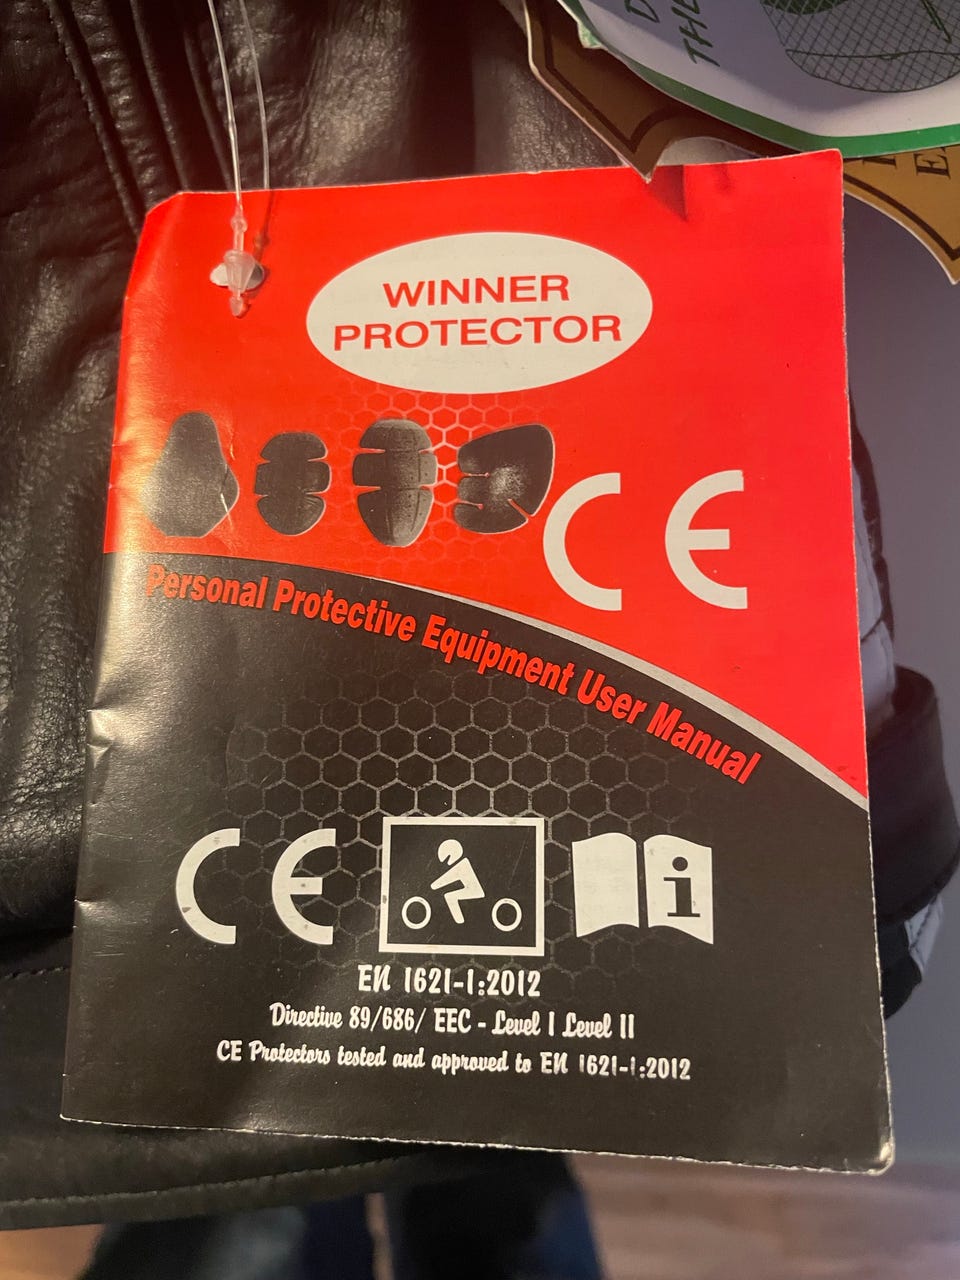 WINNER
PROTECTOR
CE
Personal Protective Equipment User Manual
CE
i
EN 1621-1:2012
Directive 89/686/ EEC - Level I Level II
CE Protectors tested and approved to EN 1621-1:2012